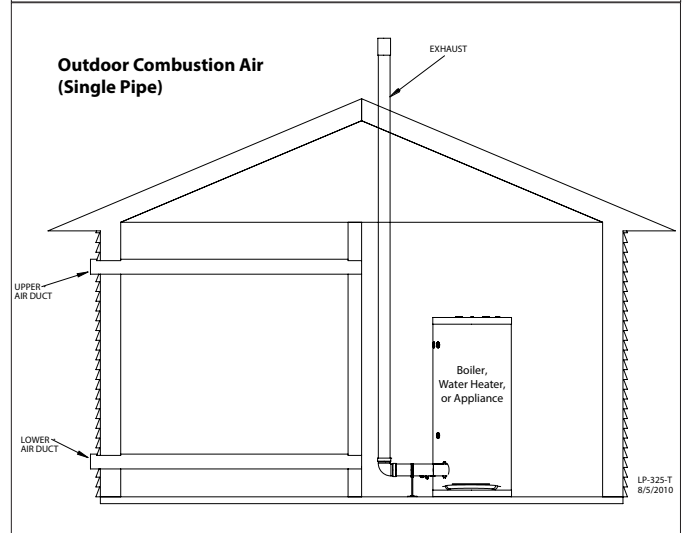 Outdoor Combustion Air
(Single Pipe)
EXHAUST
UPPER
AIR DUCT
Boiler,
Water Heater,
or Appliance
LOWER
AIR DUCT
LP-325-T
8/5/2010